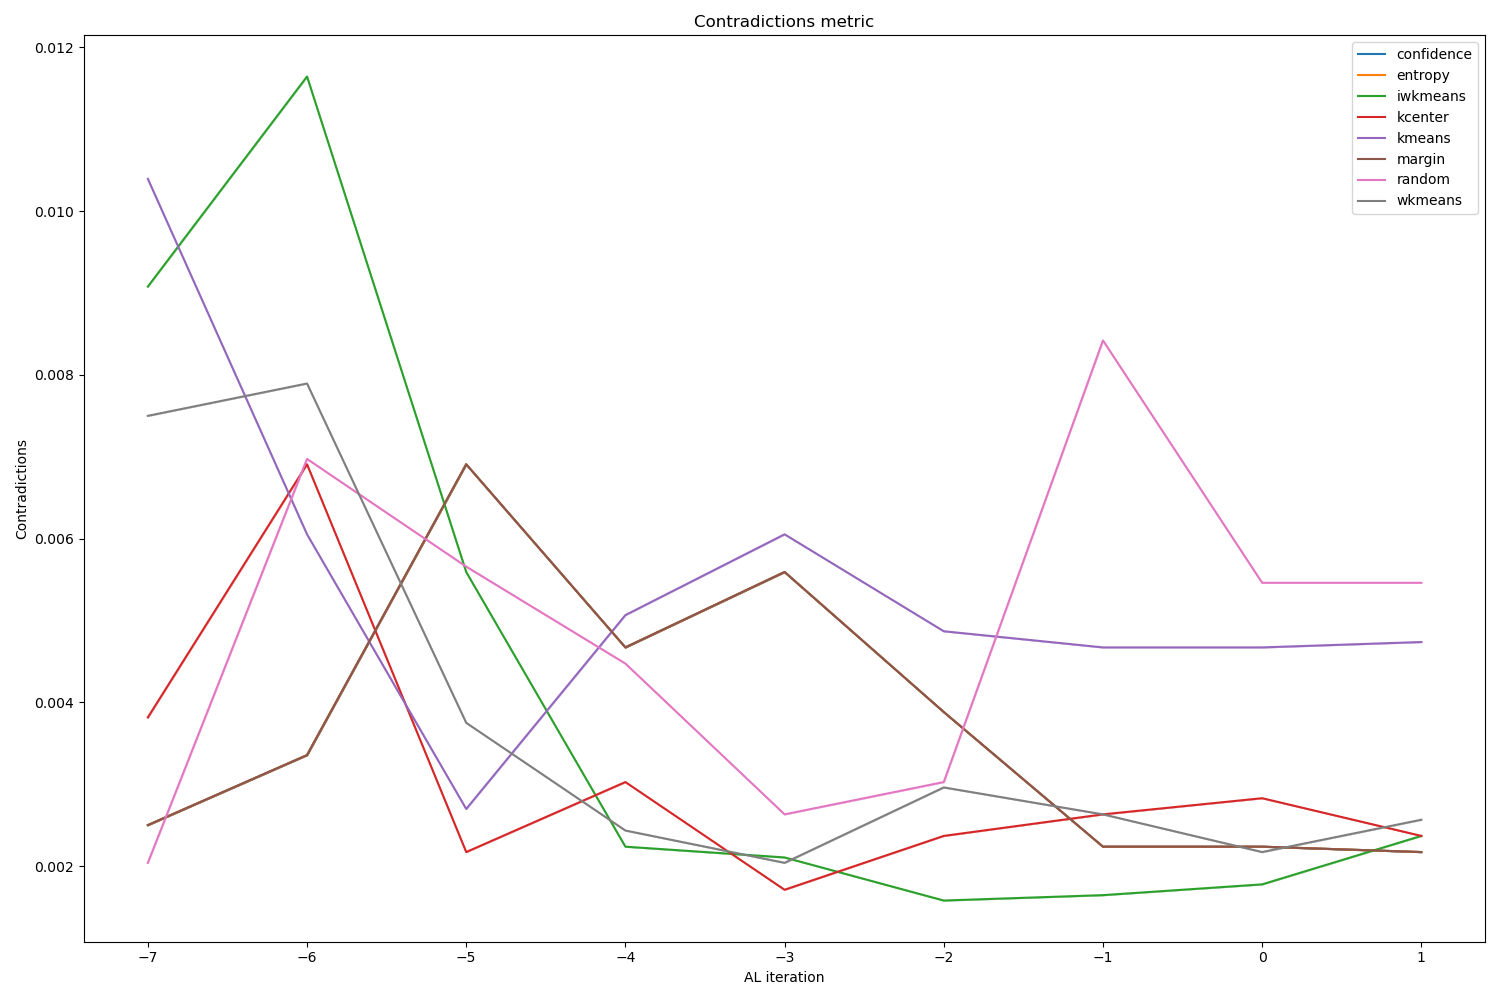 Contradictions metric
0.012
0.010
0.008
0.006
0.004
0.002
Contradictions
confidence
entropy
iwkmeans
kcenter
kmeans
margin
random
wkmeans
−7 −6 −5 −4 −3 −2 −1 0 1
AL iteration